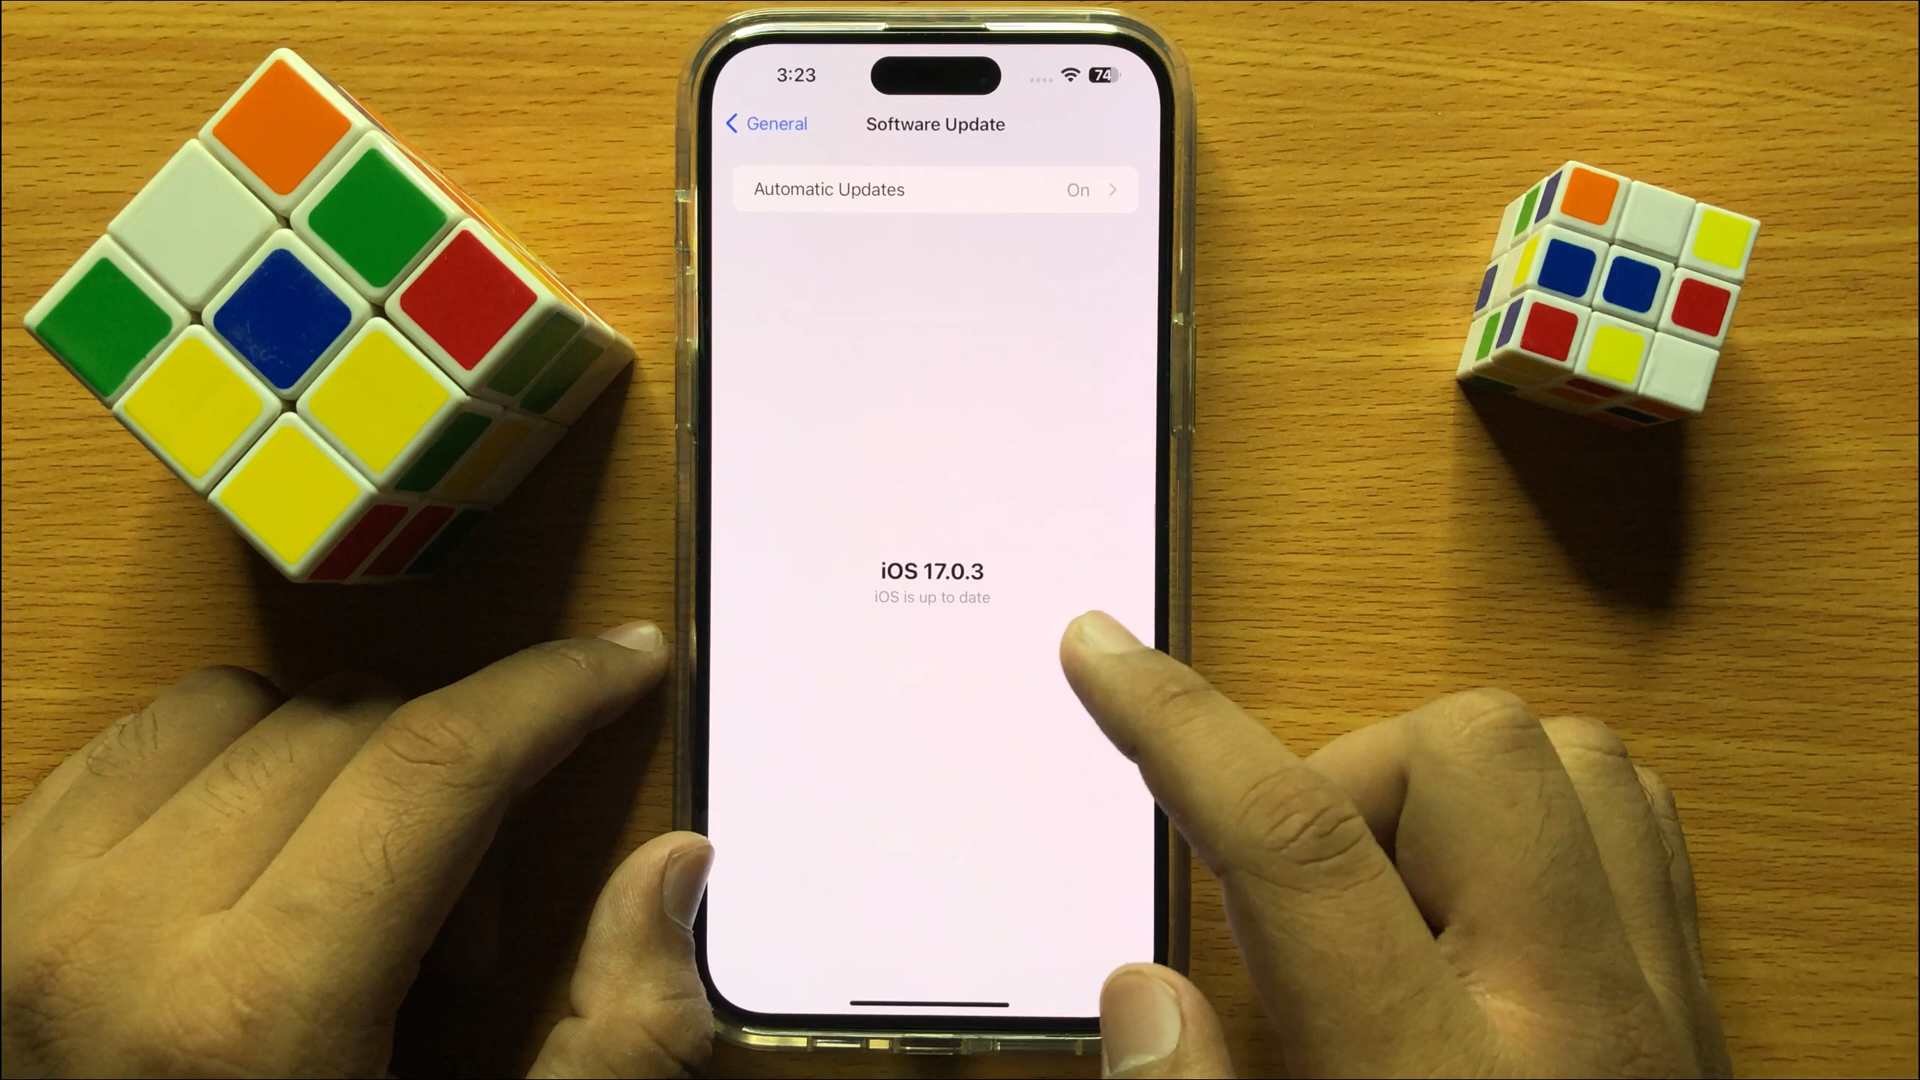 3:23
74
General
Software Update
Automatic Updates On
iOS 17.0.3
iOS is up to date